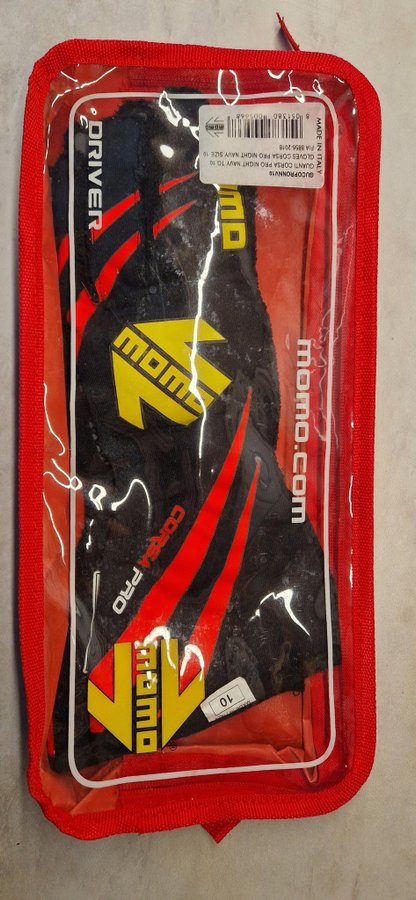 DRIVER
MADE IN ITALY
FIA 8856-2018
GLOVES CORSA PRO NIGHT NAVY SIZE 10
GUANTI CORSA PRO NIGHT NAVY TG 10
GUCOPRONNV10
momo
momo
momo.com
CORSA PRO
momo
10